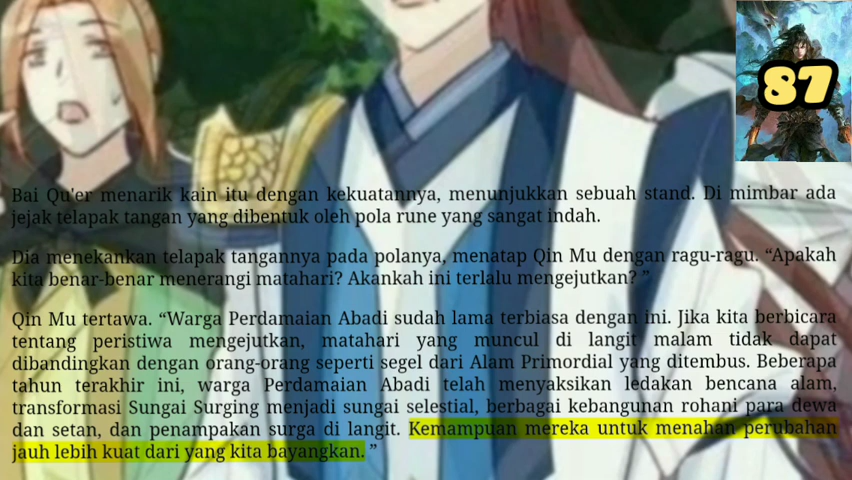 87
Bai Qu'er menarik kain itu dengan kekuatannya, menunjukkan sebuah stand. Di mimbar ada
jejak telapak tangan yang dibentuk oleh pola rune yang sangat indah.
Dia menekankan telapak tangannya pada polanya, menatap Qin Mu dengan ragu-ragu. “Apakah
kita benar-benar menerangi matahari? Akankah ini terlalu mengejutkan? ”
Qin Mu tertawa. “Warga Perdamaian Abadi sudah lama terbiasa dengan ini. Jika kita berbicara
tentang peristiwa mengejutkan, matahari yang muncul di langit malam tidak dapat
dibandingkan dengan orang-orang seperti segel dari Alam Primordial yang ditembus. Beberapa
tahun terakhir ini, warga Perdamaian Abadi telah menyaksikan ledakan bencana alam,
transformasi Sungai Surging menjadi sungai selestial, berbagai kebangunan rohani para dewa
dan setan, dan penampakan surga di langit. Kemampuan mereka untuk menahan perubahan
jauh lebih kuat dari yang kita bayangkan. ”